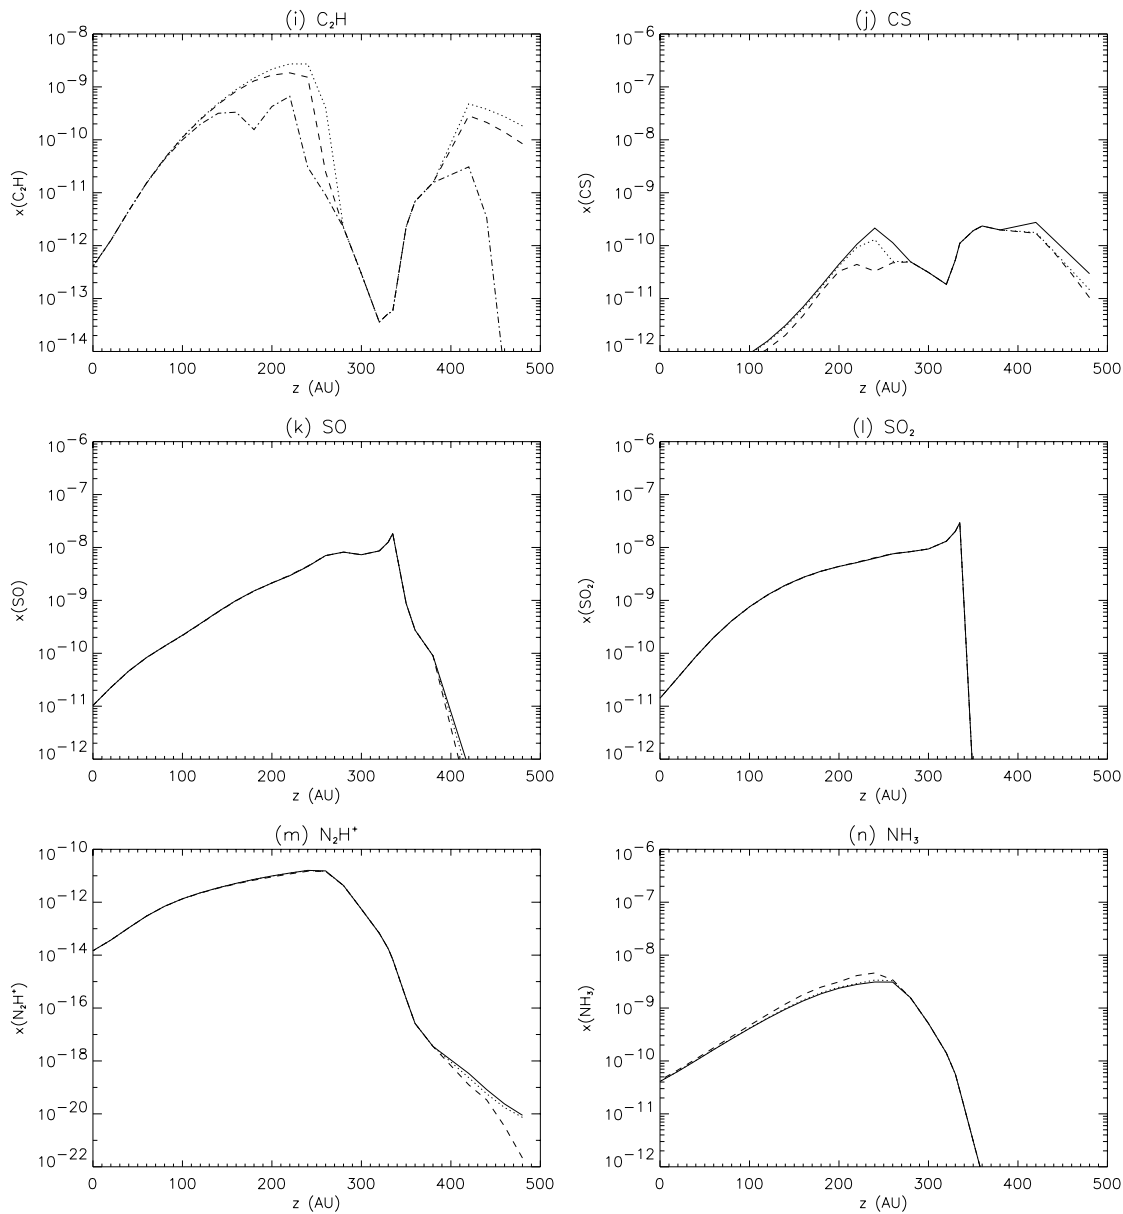 (i) C₂H
10⁻⁸
10⁻⁹
10⁻¹⁰
10⁻¹¹
10⁻¹²
10⁻¹³
10⁻¹⁴
x(C₂H)
0 100 200 300 400 500
z (AU)
(j) CS
10⁻⁶
10⁻⁷
10⁻⁸
10⁻⁹
10⁻¹⁰
10⁻¹¹
10⁻¹²
x(CS)
0 100 200 300 400 500
z (AU)
(k) SO
10⁻⁶
10⁻⁷
10⁻⁸
10⁻⁹
10⁻¹⁰
10⁻¹¹
10⁻¹²
x(SO)
0 100 200 300 400 500
z (AU)
(l) SO₂
10⁻⁶
10⁻⁷
10⁻⁸
10⁻⁹
10⁻¹⁰
10⁻¹¹
10⁻¹²
x(SO₂)
0 100 200 300 400 500
z (AU)
(m) N₂H⁺
10⁻¹⁰
10⁻¹²
10⁻¹⁴
10⁻¹⁶
10⁻¹⁸
10⁻²⁰
10⁻²²
x(N₂H⁺)
0 100 200 300 400 500
z (AU)
(n) NH₃
10⁻⁶
10⁻⁷
10⁻⁸
10⁻⁹
10⁻¹⁰
10⁻¹¹
10⁻¹²
x(NH₃)
0 100 200 300 400 500
z (AU)